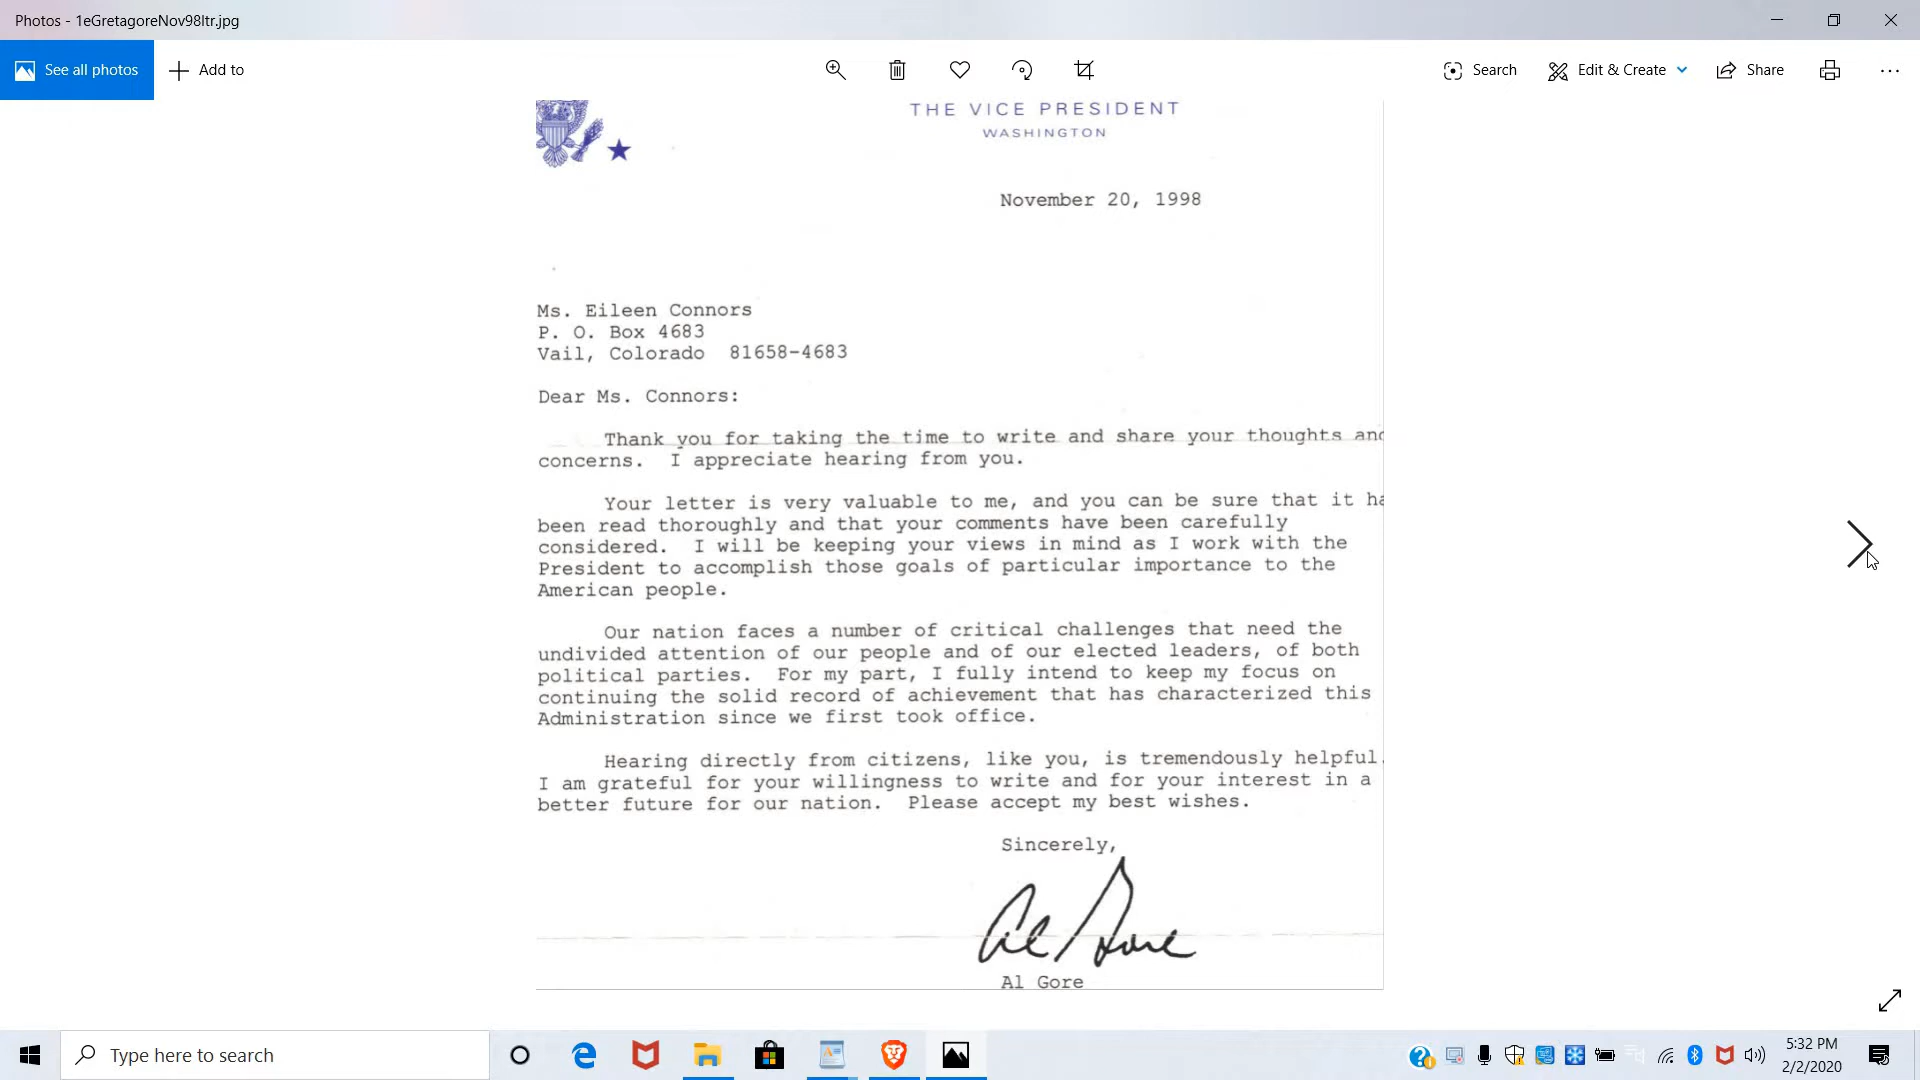 Photos - 1eGretagoreNov98ltr.jpg
See all photos
Add to
Search
Edit & Create
Share
THE VICE PRESIDENT
WASHINGTON
November 20, 1998
Ms. Eileen Connors
P. O. Box 4683
Vail, Colorado 81658-4683
Dear Ms. Connors:
Thank you for taking the time to write and share your thoughts and
concerns. I appreciate hearing from you.
Your letter is very valuable to me, and you can be sure that it ha
been read thoroughly and that your comments have been carefully
considered. I will be keeping your views in mind as I work with the
President to accomplish those goals of particular importance to the
American people.
Our nation faces a number of critical challenges that need the
undivided attention of our people and of our elected leaders, of both
political parties. For my part, I fully intend to keep my focus on
continuing the solid record of achievement that has characterized this
Administration since we first took office.
Hearing directly from citizens, like you, is tremendously helpful.
I am grateful for your willingness to write and for your interest in a
better future for our nation. Please accept my best wishes.
Sincerely,
Al Gore
Al Gore
Type here to search
5:32 PM
2/2/2020